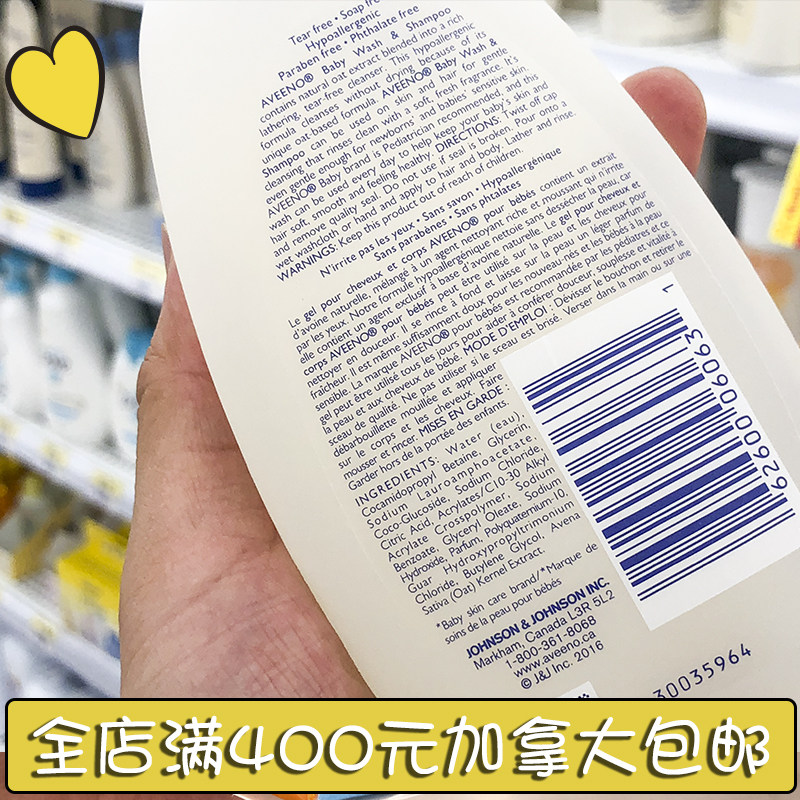 Tear free • Soap fre
Hypoallergenic
Paraben free • Phthalate free
AVEENO® Baby Wash & Shampoo
contains natural oat extract blended into a rich
lathering, tear-free cleanser. This hypoallergenic
formula cleanses without drying because of its
unique oat-based formula. AVEENO® Baby Wash &
Shampoo can be used on skin and hair for gentle
cleansing that rinses clean with a soft, fresh fragrance. It's
even gentle enough for newborns' and babies' sensitive skin.
AVEENO® Baby brand is Pediatrician recommended, and this
wash can be used every day to help keep your baby's skin and
hair soft, smooth and feeling healthy. DIRECTIONS: Twist off cap
and remove quality seal. Do not use if seal is broken. Pour onto a
wet washcloth or hand and apply to hair and body. Lather and rinse.
WARNINGS: Keep this product out of reach of children.
N'irrite pas les yeux • Sans savon • Hypoallergénique
Sans parabènes • Sans phtalates
Le gel pour cheveux et corps AVEENO® pour bébés contient un extrait
d'avoine naturelle, mélangé à un agent nettoyant riche et moussant qui n'irrite
par les yeux. Notre formule hypoallergénique nettoie sans dessécher la peau, car
elle contient un agent exclusif à base d'avoine naturelle. Le gel pour cheveux et
corps AVEENO® pour bébés peut être utilisé sur la peau et les cheveux pour
nettoyer en douceur. Il se rince à fond et laisse sur la peau un léger parfum de
fraîcheur. Il est même suffisamment doux pour les nouveau-nés et les bébés à la peau
sensible. La marque AVEENO® pour bébés est recommandée par les pédiatres et ce
gel peut être utilisé tous les jours pour aider à conférer douceur, souplesse et vitalité à
la peau et aux cheveux de bébé. MODE D'EMPLOI : Dévisser le bouchon et retirer le
sceau de qualité. Ne pas utiliser si le sceau est brisé. Verser dans la main ou sur une
débarbouillette mouillée et appliquer
sur le corps et les cheveux. Faire
mousser et rincer. MISES EN GARDE :
Garder hors de la portée des enfants.
INGREDIENTS: Water (eau),
Cocamidopropyl Betaine, Glycerin,
Sodium Lauroamphoacetate,
Coco-Glucoside, Sodium Chloride,
Citric Acid, Acrylates/C10-30 Alkyl
Acrylate Crosspolymer, Sodium
Benzoate, Glyceryl Oleate, Sodium
Hydroxide, Parfum, Polyquaternium-10,
Guar Hydroxypropyltrimonium
Chloride, Butylene Glycol, Avena
Sativa (Oat) Kernel Extract.
*Baby skin care brand/*Marque de
soins de la peau pour bébés
JOHNSON & JOHNSON INC.
Markham, Canada L3R 5L2
1-800-361-8068
www.aveeno.ca
© J&J Inc. 2016
1
62600 06063
30035964
全店满400元加拿大包邮